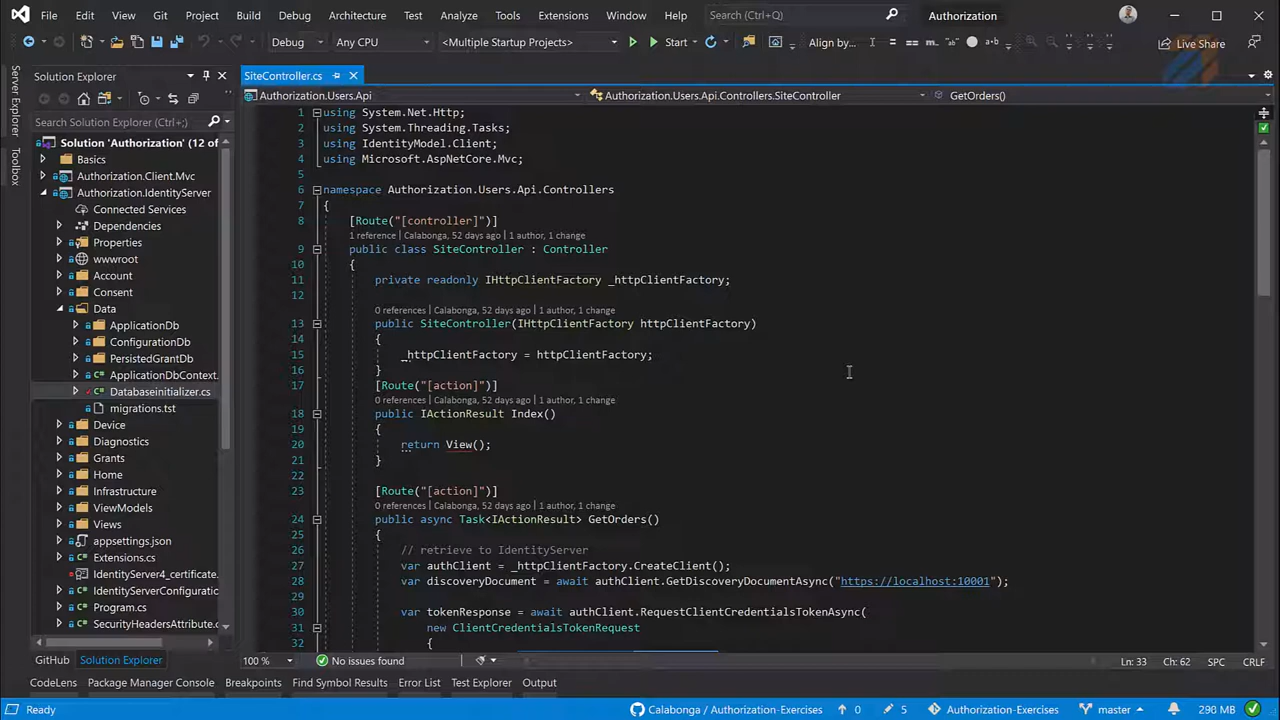 File Edit View Git Project Build Debug Architecture Test Analyze Tools Extensions Window Help Search (Ctrl+Q) Authorization
Debug Any CPU <Multiple Startup Projects> Start Align by... Live Share
Server Explorer
Toolbox
Solution Explorer
Search Solution Explorer (Ctrl+;)
Solution 'Authorization' (12 of
Basics
Authorization.Client.Mvc
Authorization.IdentityServer
Connected Services
Dependencies
Properties
wwwroot
Account
Consent
Data
ApplicationDb
ConfigurationDb
PersistedGrantDb
ApplicationDbContext.
Databaseinitializer.cs
migrations.tst
Device
Diagnostics
Grants
Home
Infrastructure
ViewModels
Views
appsettings.json
Extensions.cs
IdentityServer4_certificate.
IdentityServerConfiguratic
Program.cs
SecurityHeadersAttribute.c
GitHub Solution Explorer
SiteController.cs
Authorization.Users.Api Authorization.Users.Api.Controllers.SiteController GetOrders()
1 using System.Net.Http;
2 using System.Threading.Tasks;
3 using IdentityModel.Client;
4 using Microsoft.AspNetCore.Mvc;
5
6 namespace Authorization.Users.Api.Controllers
7 {
8 [Route("[controller]")]
1 reference | Calabonga, 52 days ago | 1 author, 1 change
9 public class SiteController : Controller
10 {
11 private readonly IHttpClientFactory _httpClientFactory;
12
0 references | Calabonga, 52 days ago | 1 author, 1 change
13 public SiteController(IHttpClientFactory httpClientFactory)
14 {
15 _httpClientFactory = httpClientFactory;
16 }
17 [Route("[action]")]
0 references | Calabonga, 52 days ago | 1 author, 1 change
18 public IActionResult Index()
19 {
20 return View();
21 }
22
23 [Route("[action]")]
0 references | Calabonga, 52 days ago | 1 author, 1 change
24 public async Task<IActionResult> GetOrders()
25 {
26 // retrieve to IdentityServer
27 var authClient = _httpClientFactory.CreateClient();
28 var discoveryDocument = await authClient.GetDiscoveryDocumentAsync("https://localhost:10001");
29
30 var tokenResponse = await authClient.RequestClientCredentialsTokenAsync(
31 new ClientCredentialsTokenRequest
32 {
100 % No issues found Ln: 33 Ch: 62 SPC CRLF
CodeLens Package Manager Console Breakpoints Find Symbol Results Error List Test Explorer Output
Ready Calabonga / Authorization-Exercises 0 5 Authorization-Exercises master 298 MB